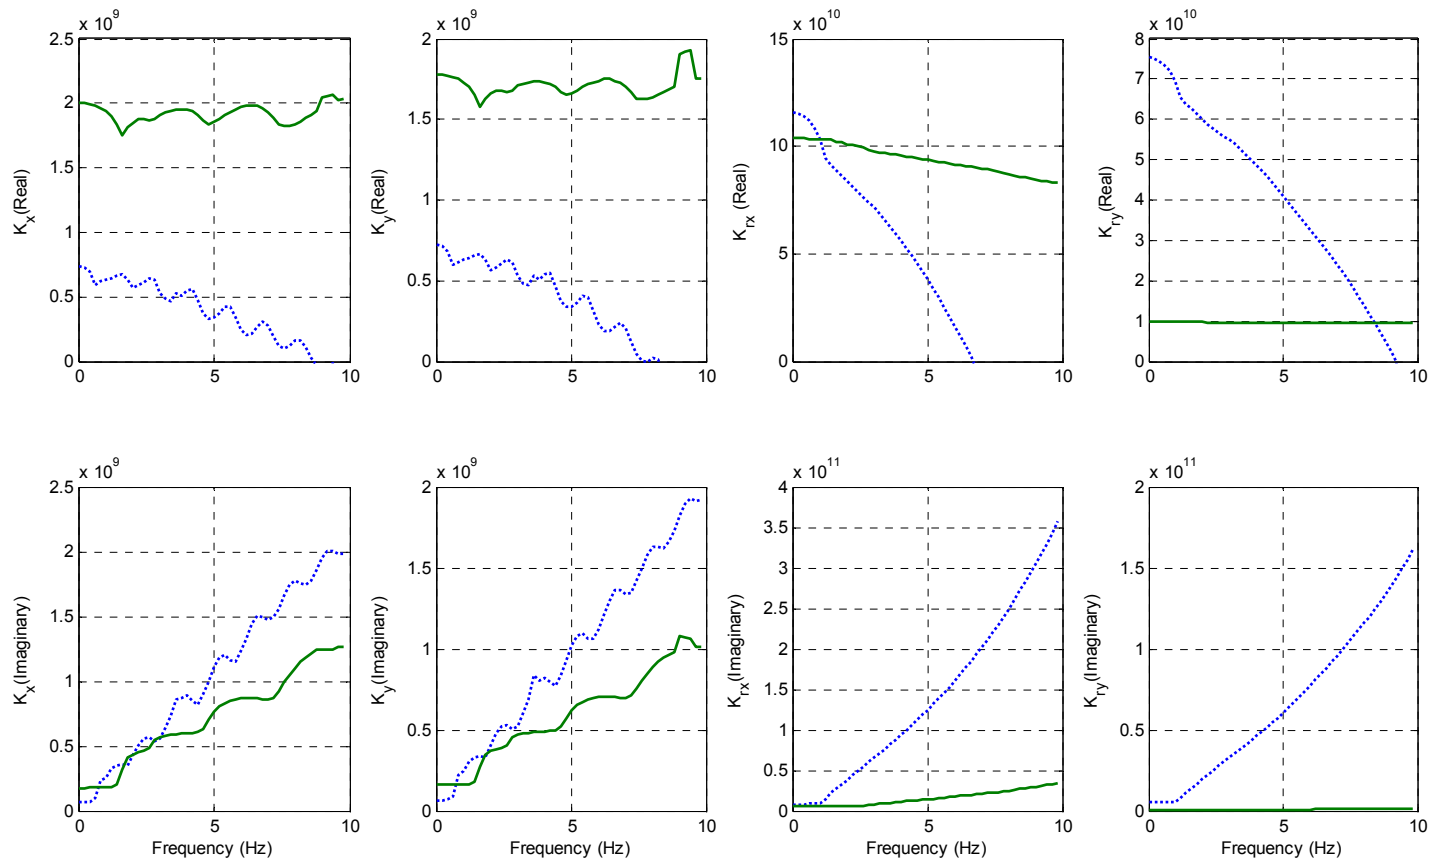 x 10^9
2.5
2
1.5
1
0.5
0
0 5 10
K_x(Real)
x 10^9
2
1.5
1
0.5
0
0 5 10
K_y(Real)
x 10^10
15
10
5
0
0 5 10
K_rx (Real)
x 10^10
8
7
6
5
4
3
2
1
0
0 5 10
K_ry(Real)
x 10^9
2.5
2
1.5
1
0.5
0
0 5 10
K_x(Imaginary)
Frequency (Hz)
x 10^9
2
1.5
1
0.5
0
0 5 10
K_y(Imaginary)
Frequency (Hz)
x 10^11
4
3.5
3
2.5
2
1.5
1
0.5
0
0 5 10
K_rx(Imaginary)
Frequency (Hz)
x 10^11
2
1.5
1
0.5
0
0 5 10
K_ry(Imaginary)
Frequency (Hz)